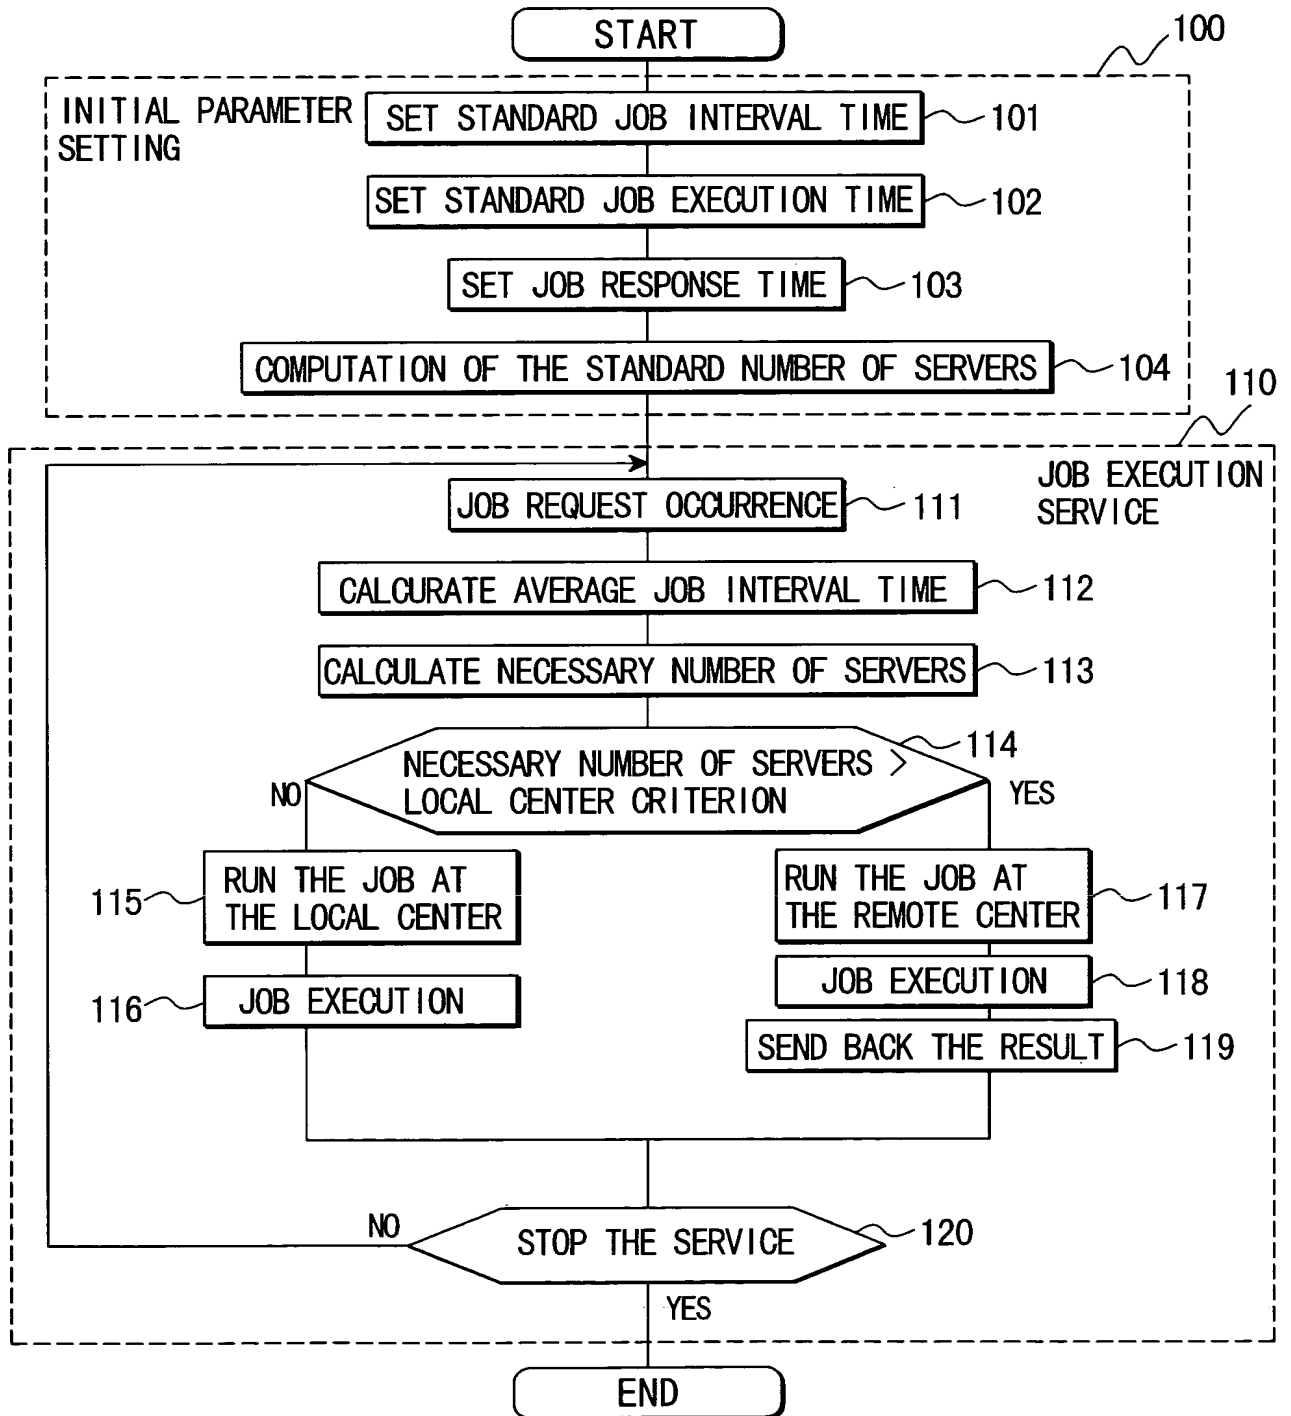 START
100
INITIAL PARAMETER
SETTING
SET STANDARD JOB INTERVAL TIME
101
SET STANDARD JOB EXECUTION TIME
102
SET JOB RESPONSE TIME
103
COMPUTATION OF THE STANDARD NUMBER OF SERVERS
104
110
JOB EXECUTION
SERVICE
JOB REQUEST OCCURRENCE
111
CALCURATE AVERAGE JOB INTERVAL TIME
112
CALCULATE NECESSARY NUMBER OF SERVERS
113
NECESSARY NUMBER OF SERVERS >
LOCAL CENTER CRITERION
114
NO
YES
RUN THE JOB AT
THE LOCAL CENTER
115
RUN THE JOB AT
THE REMOTE CENTER
117
JOB EXECUTION
116
JOB EXECUTION
118
SEND BACK THE RESULT
119
NO
STOP THE SERVICE
120
YES
END